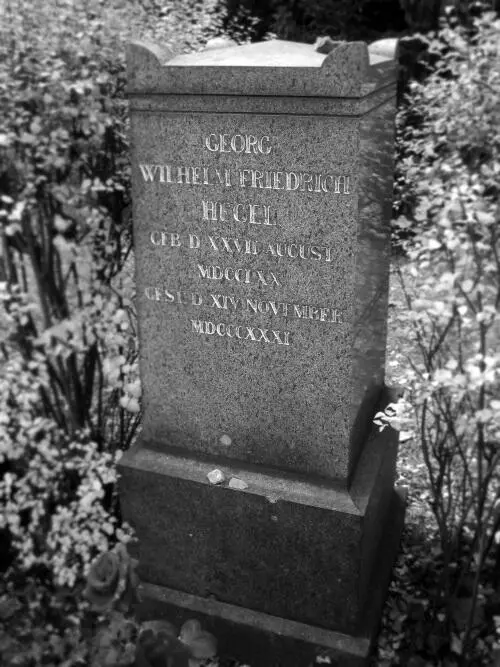 GEORG
WILHELM FRIEDRICH
HEGEL
GEB D XXVII AUGUST
MDCCLXX
GEST D XIV NOVEMBER
MDCCCXXXI